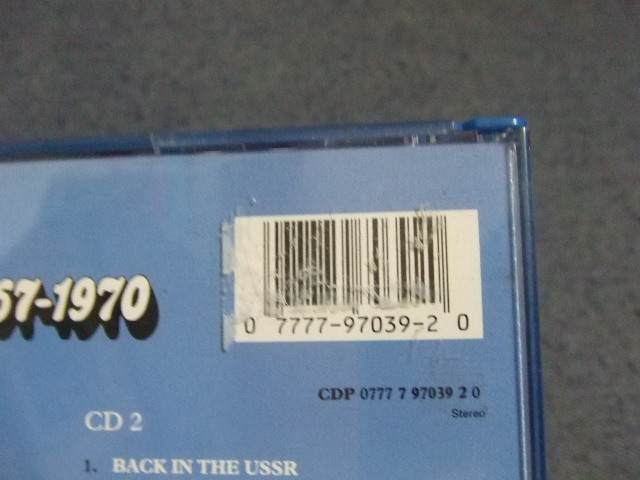 0 7777-97039-2 0
67-1970
CDP 0777 7 97039 2 0
Stereo
CD 2
1. BACK IN THE USSR